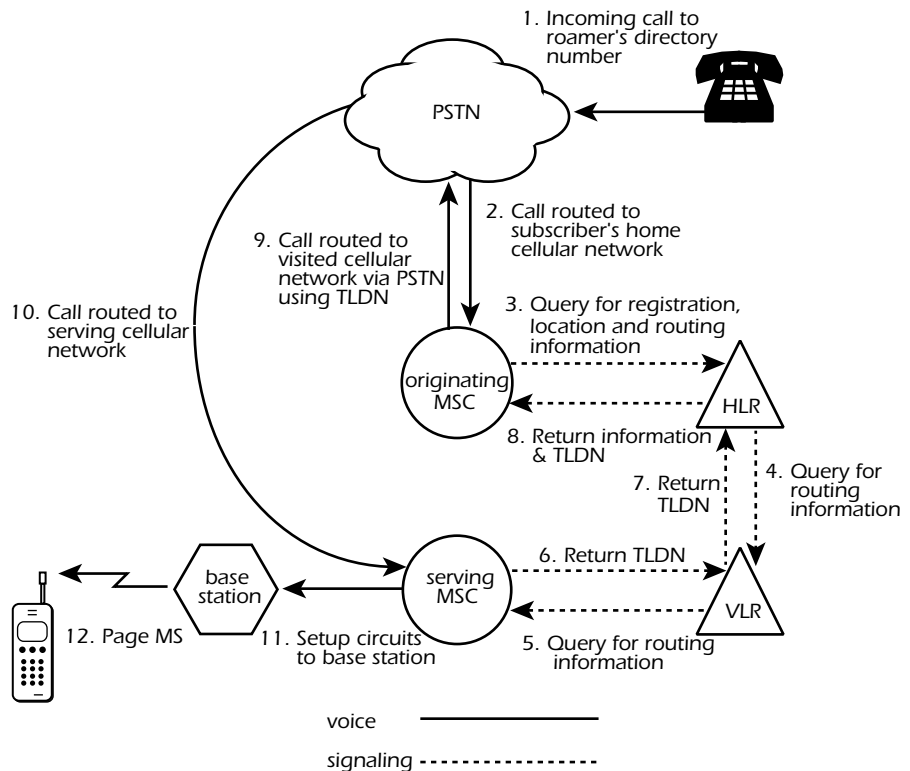 1. Incoming call to
roamer's directory
number
PSTN
2. Call routed to
subscriber's home
cellular network
9. Call routed to
visited cellular
network via PSTN
using TLDN
10. Call routed to
serving cellular
network
3. Query for registration,
location and routing
information
originating
MSC
HLR
8. Return information
& TLDN
7. Return
TLDN
4. Query for
routing
information
6. Return TLDN
base
station
serving
MSC
VLR
12. Page MS
11. Setup circuits
to base station
5. Query for routing
information
voice
signaling